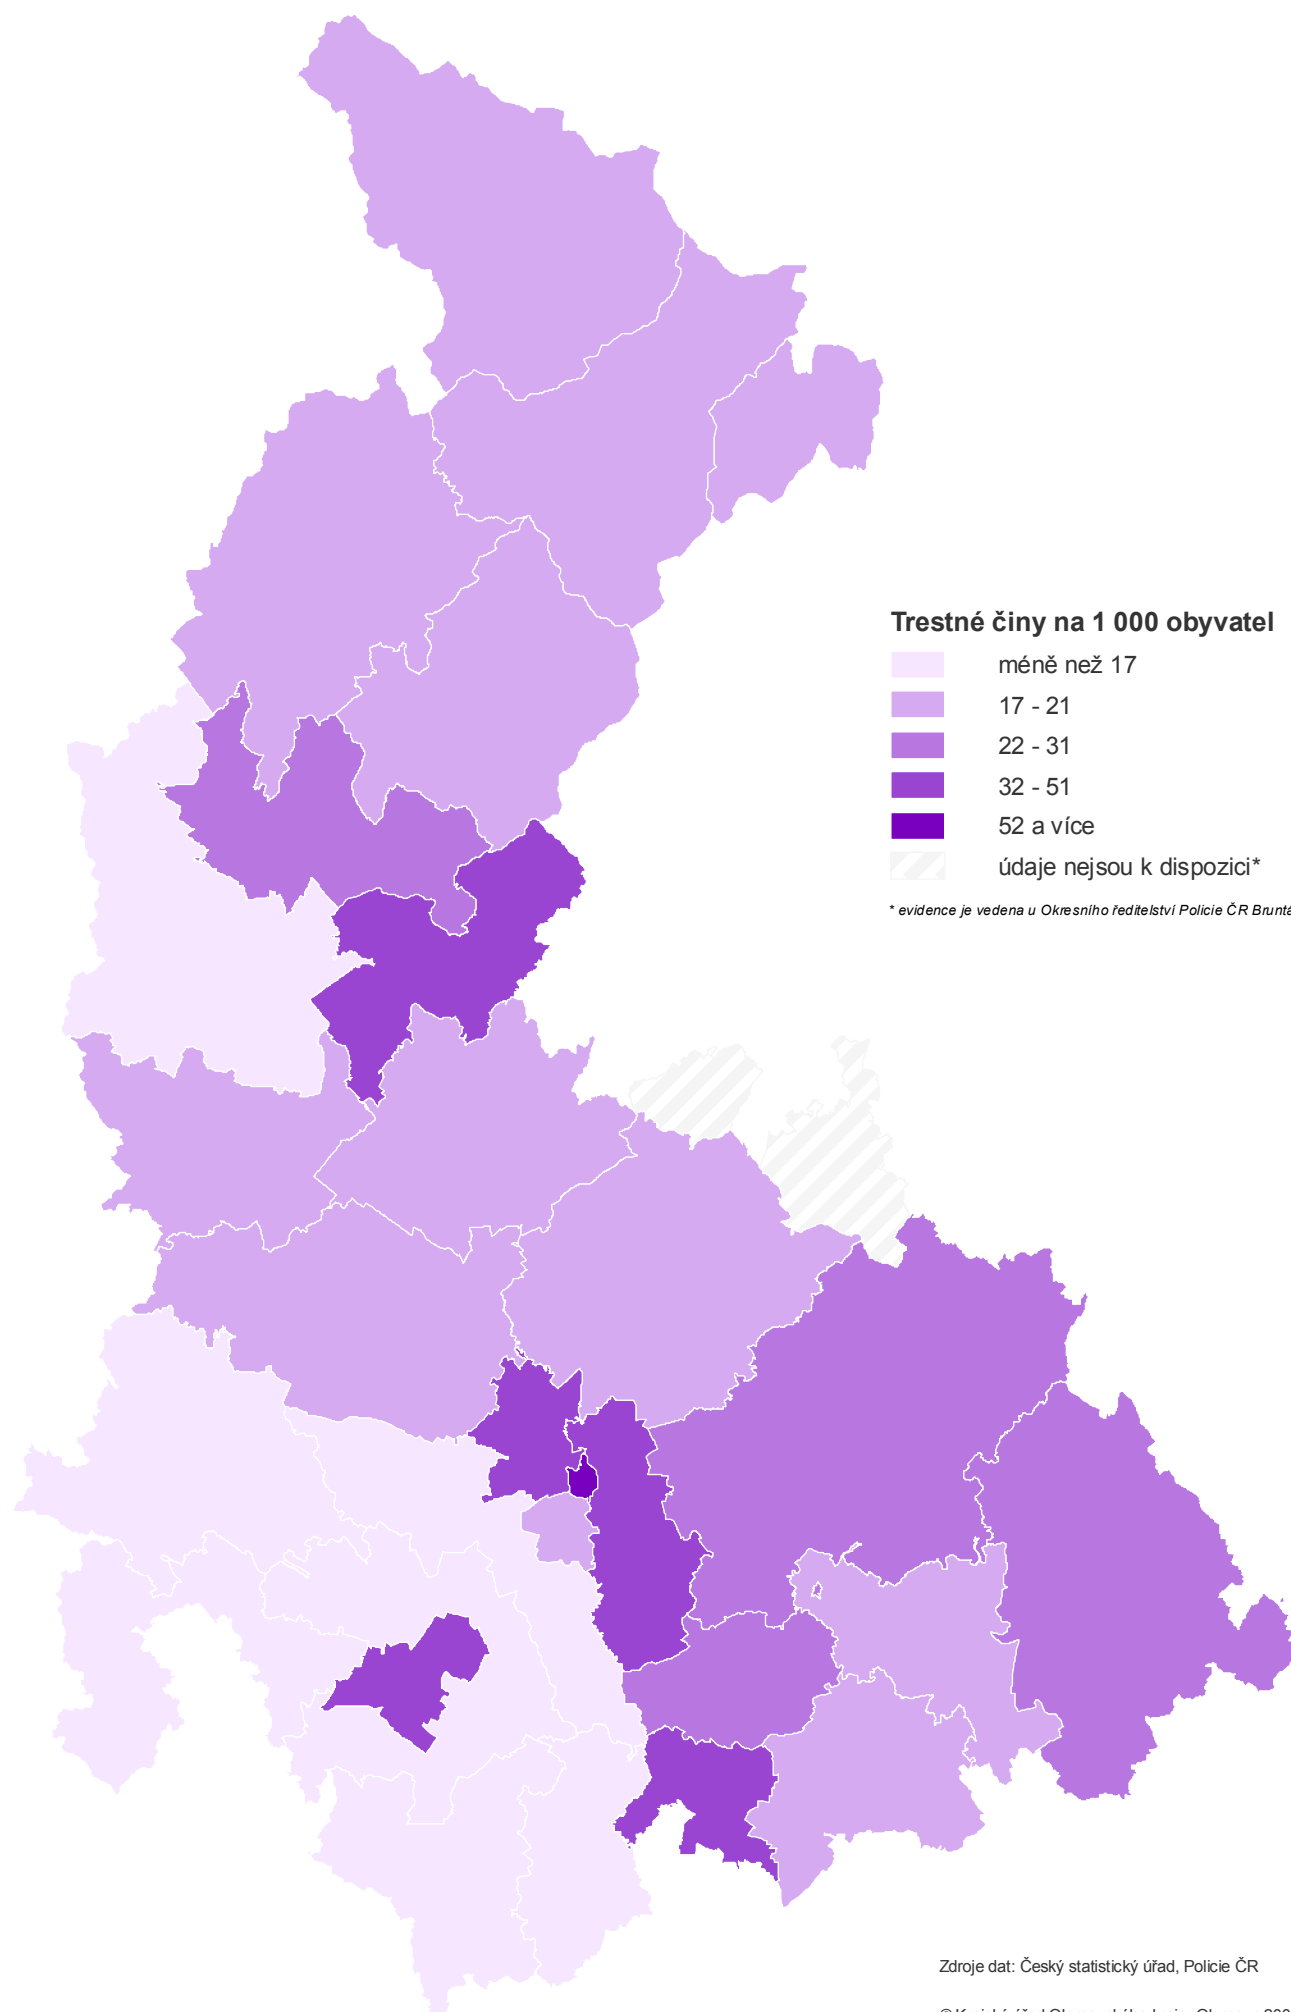 Trestné činy na 1 000 obyvatel
méně než 17
17 - 21
22 - 31
32 - 51
52 a více
údaje nejsou k dispozici*
* evidence je vedena u Okresního ředitelství Policie ČR Bruntá
Zdroje dat: Český statistický úřad, Policie ČR